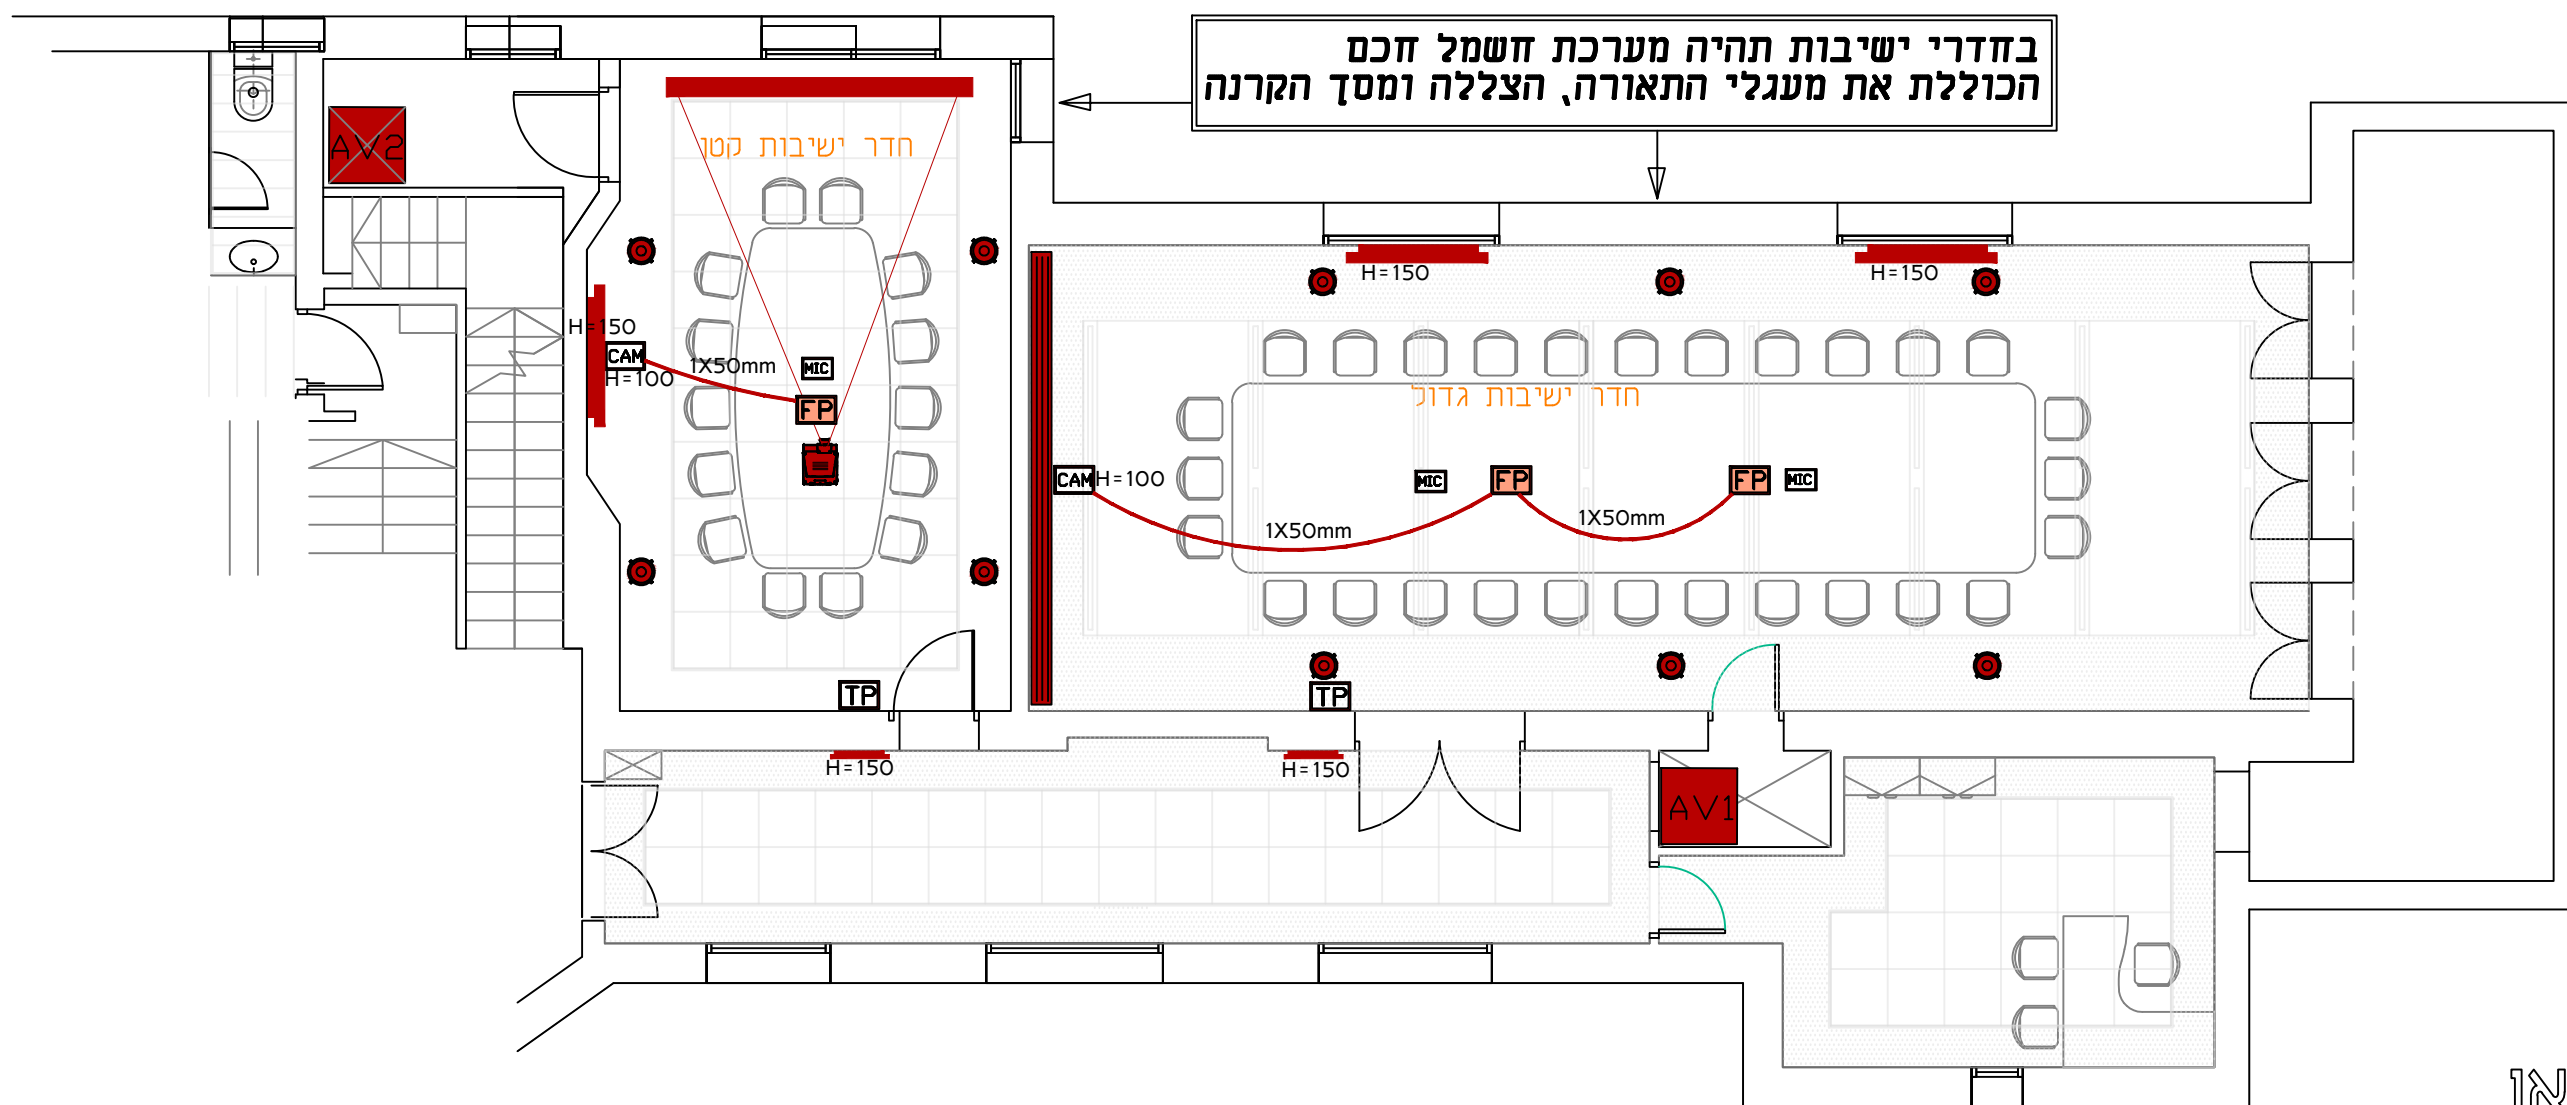 בחדרי ישיבות תהיה מערכת חשמל חכם
הכוללת את מעגלי התאורה, הצללה ומסך הקרנה
AV2
חדר ישיבות קטן
H=150
CAM
H=100
1X50mm
MIC
FP
TP
H=150
H=150
H=150
חדר ישיבות גדול
CAM
H=100
MIC
FP
FP
MIC
1X50mm
1X50mm
TP
H=150
AV1